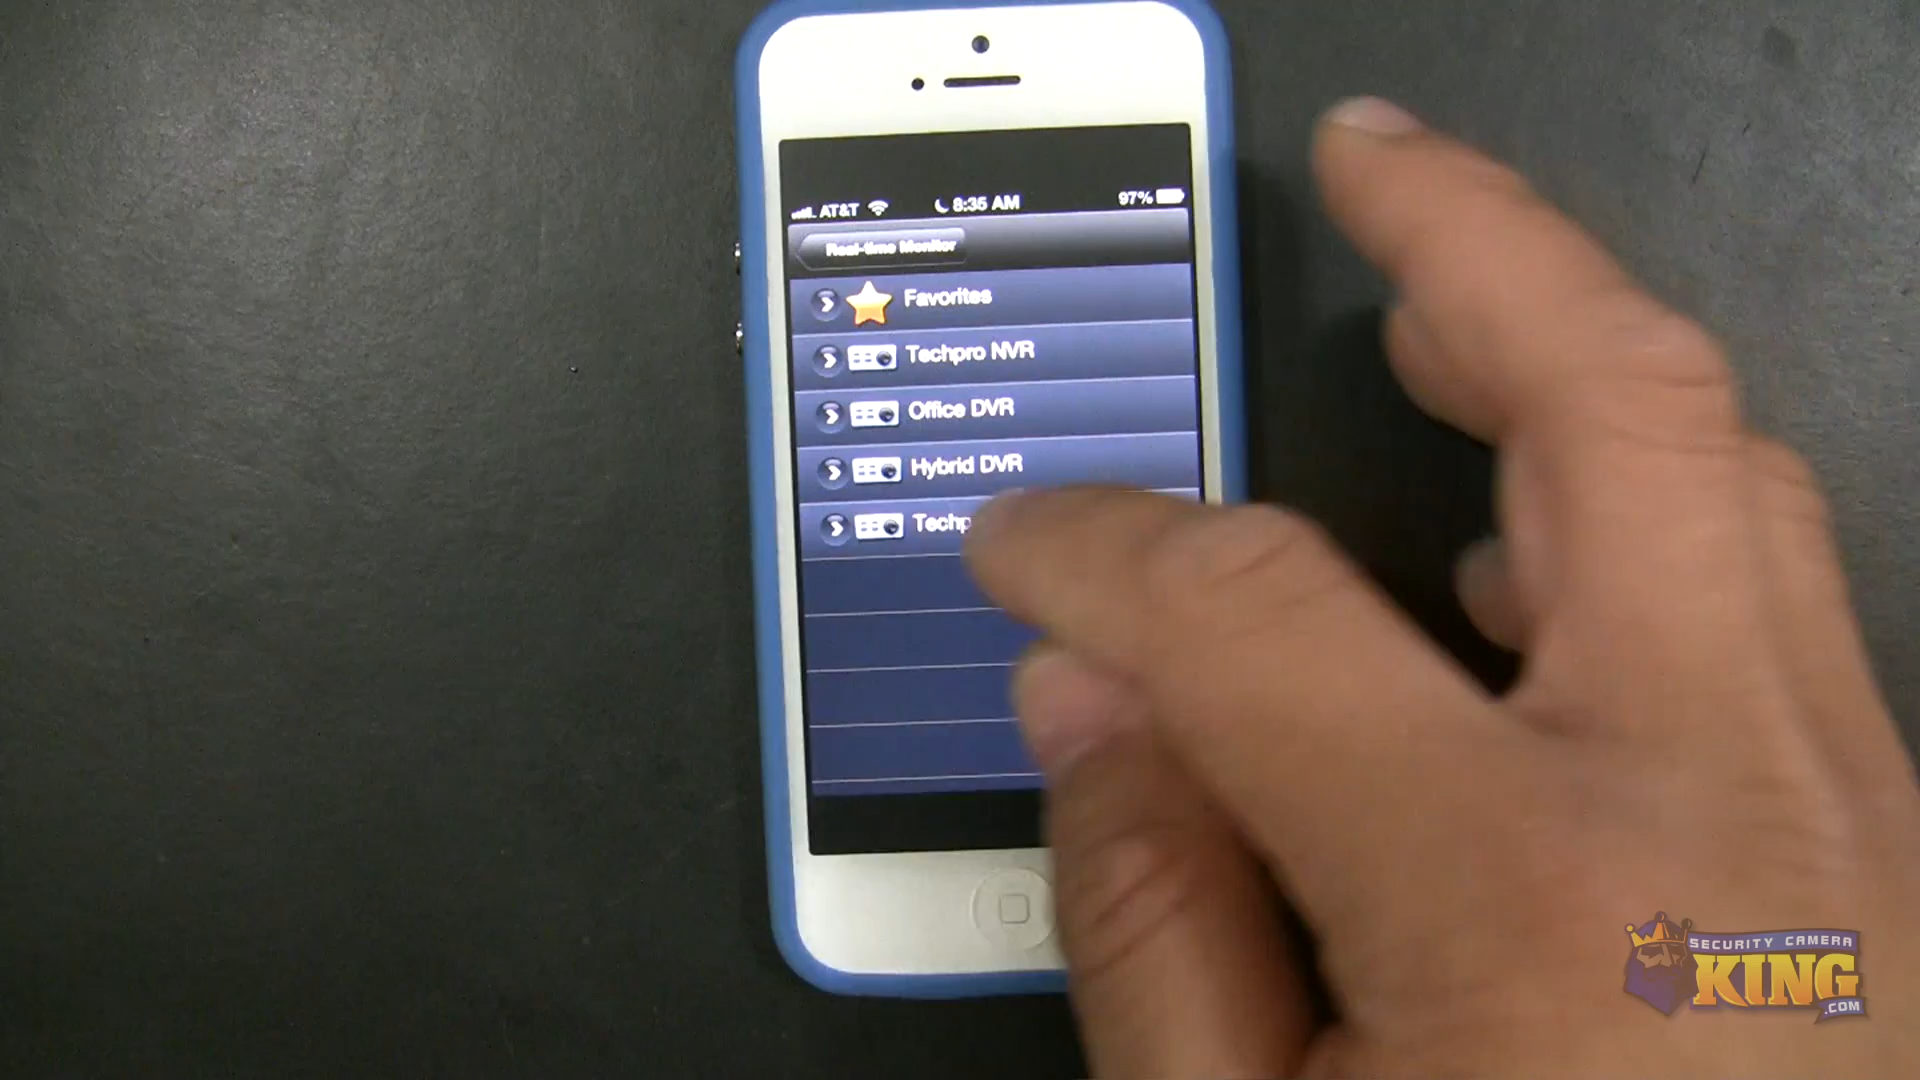 AT&T 8:35 AM 97%
Real-time Monitor
Favorites
Techpro NVR
Office DVR
Hybrid DVR
Techp
SECURITY CAMERA
KING
.COM